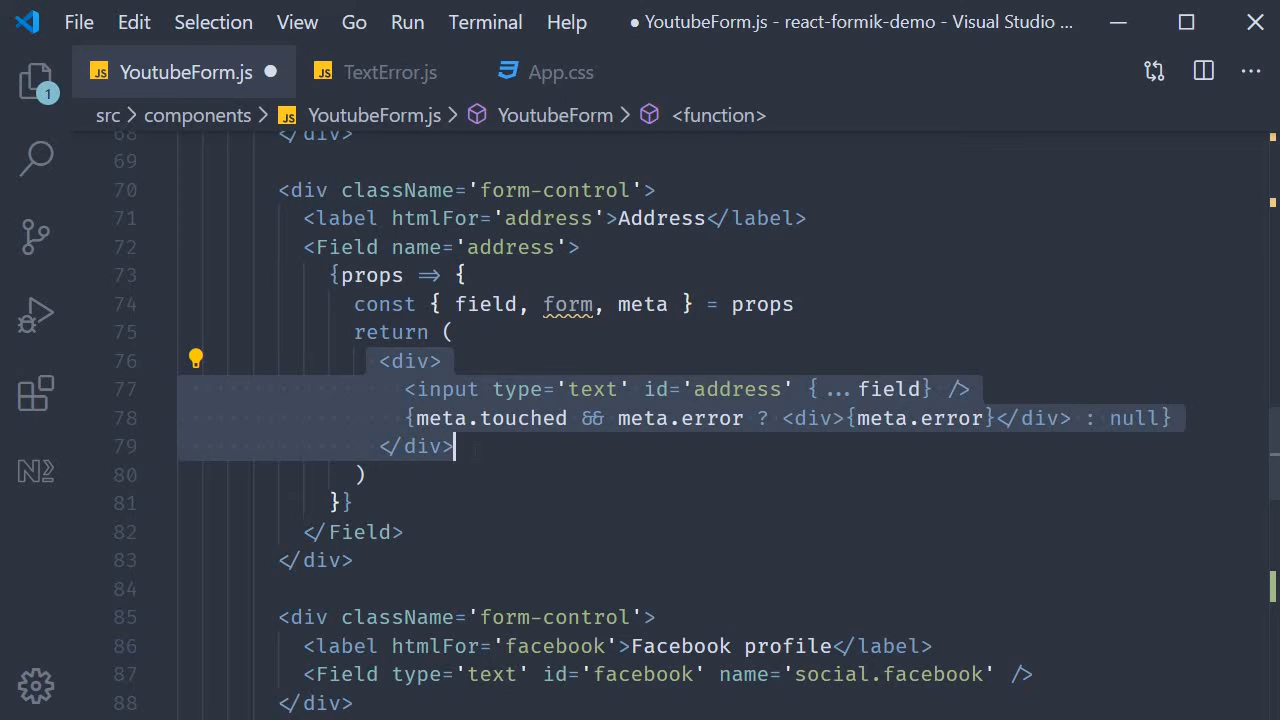 File Edit Selection View Go Run Terminal Help ● YoutubeForm.js - react-formik-demo - Visual Studio ...
JS YoutubeForm.js ● JS TextError.js App.css
1
src > components > JS YoutubeForm.js > YoutubeForm > <function>
68 </div>
69
70 <div className='form-control'>
71 <label htmlFor='address'>Address</label>
72 <Field name='address'>
73 {props => {
74 const { field, form, meta } = props
75 return (
76 <div>
77 <input type='text' id='address' {...field} />
78 {meta.touched && meta.error ? <div>{meta.error}</div> : null}
79 </div>
80 )
81 }}
82 </Field>
83 </div>
84
85 <div className='form-control'>
86 <label htmlFor='facebook'>Facebook profile</label>
87 <Field type='text' id='facebook' name='social.facebook' />
88 </div>